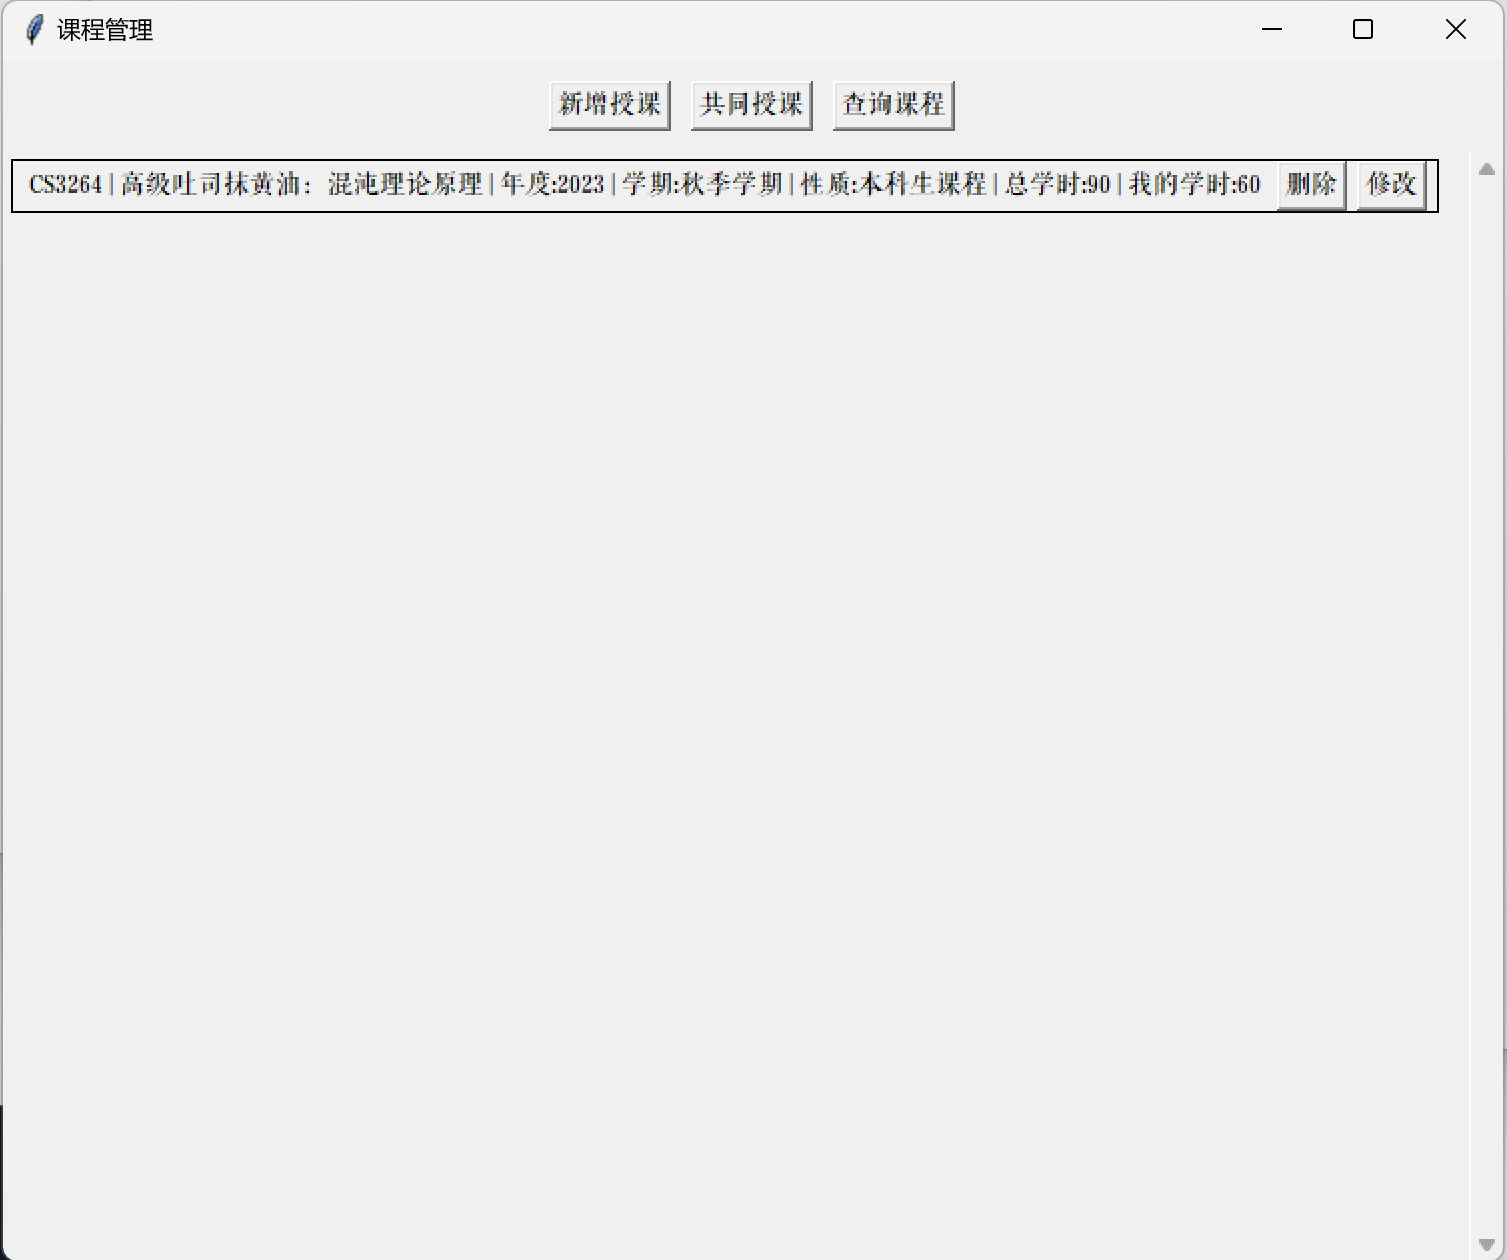 课程管理
新增授课 共同授课 查询课程
CS3264 | 高级吐司抹黄油：混沌理论原理 | 年度:2023 | 学期:秋季学期 | 性质:本科生课程 | 总学时:90 | 我的学时:60 删除 修改